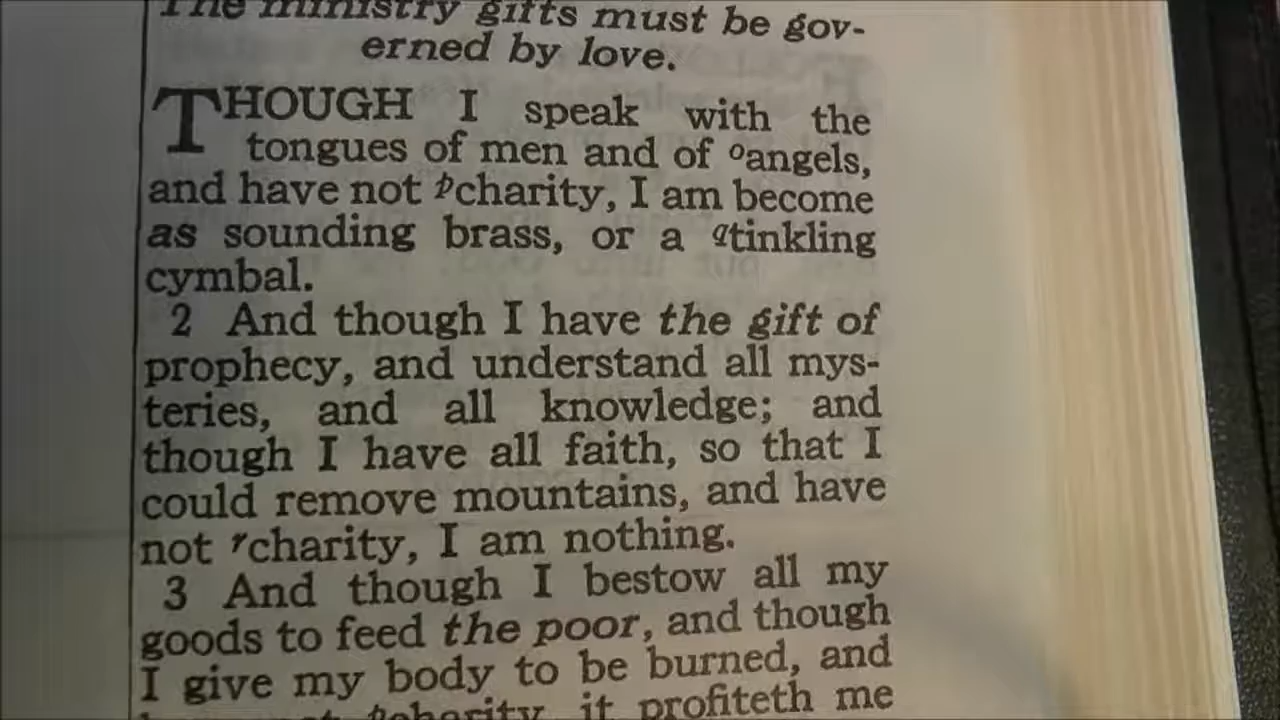 The ministry gifts must be gov-
erned by love.
THOUGH I speak with the
tongues of men and of oangels,
and have not pcharity, I am become
as sounding brass, or a qtinkling
cymbal.
2 And though I have the gift of
prophecy, and understand all mys-
teries, and all knowledge; and
though I have all faith, so that I
could remove mountains, and have
not rcharity, I am nothing.
3 And though I bestow all my
goods to feed the poor, and though
I give my body to be burned, and
not pcharity, it profiteth me